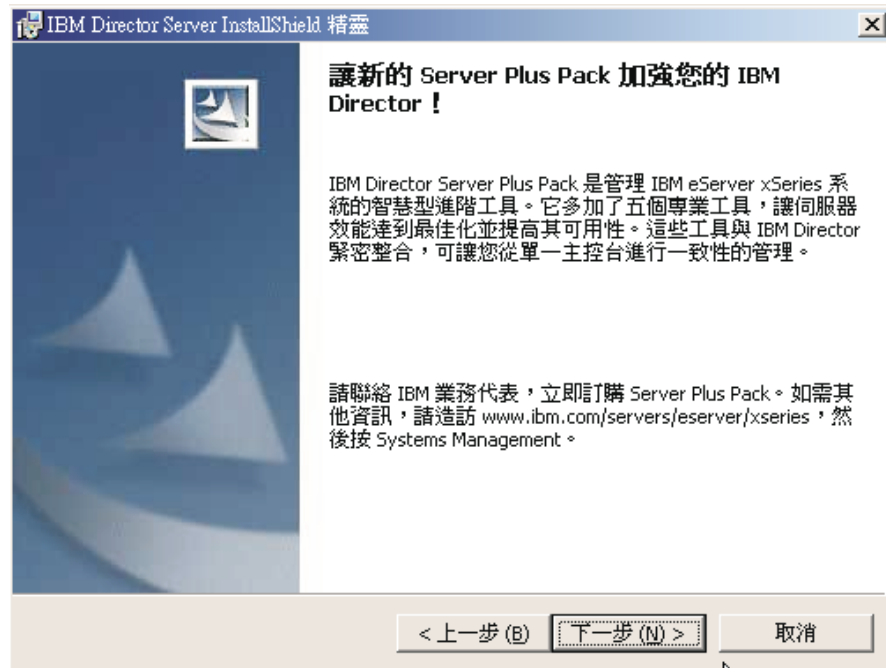 IBM Director Server InstallShield 精靈
讓新的 Server Plus Pack 加強您的 IBM
Director！
IBM Director Server Plus Pack 是管理 IBM eServer xSeries 系
統的智慧型進階工具。它多加了五個專業工具，讓伺服器
效能達到最佳化並提高其可用性。這些工具與 IBM Director
緊密整合，可讓您從單一主控台進行一致性的管理。
請聯絡 IBM 業務代表，立即訂購 Server Plus Pack。如需其
他資訊，請造訪 www.ibm.com/servers/eserver/xseries，然
後按 Systems Management。
< 上一步 (B)
下一步 (N) >
取消